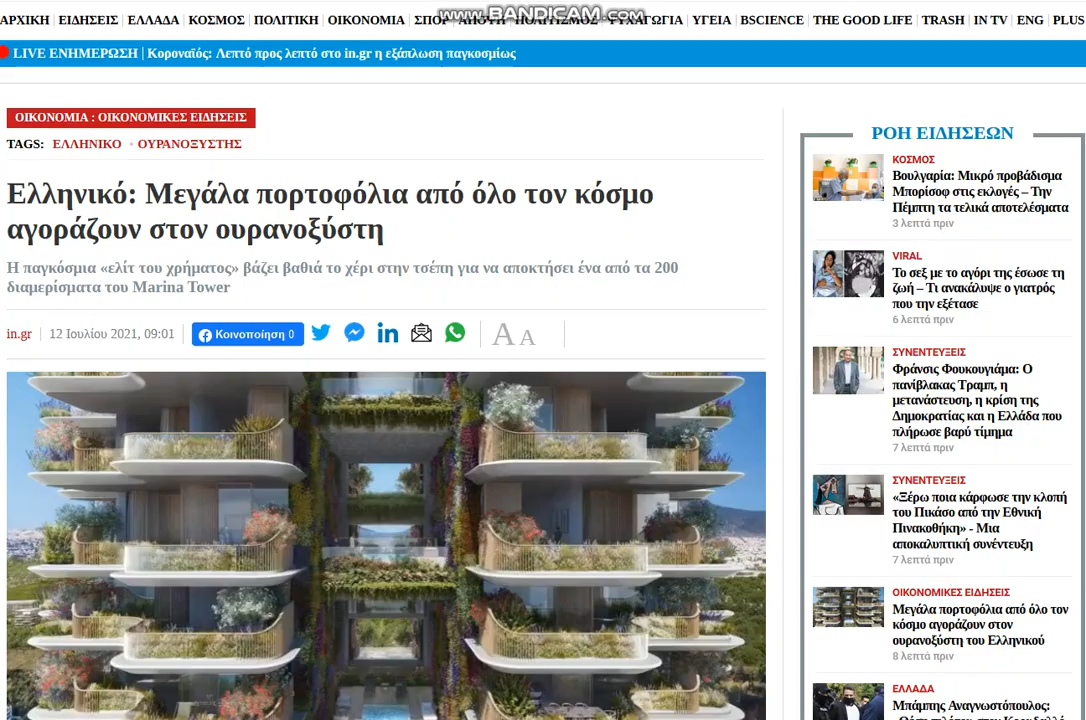 www.BANDICAM.com
ΑΡΧΙΚΗ ΕΙΔΗΣΕΙΣ ΕΛΛΑΔΑ ΚΟΣΜΟΣ ΠΟΛΙΤΙΚΗ ΟΙΚΟΝΟΜΙΑ ΣΠΟΡ ΑΠΟΨΗ ΠΟΛΙΤΙΣΜΟΣ ΨΥΧΑΓΩΓΙΑ ΥΓΕΙΑ BSCIENCE THE GOOD LIFE TRASH IN TV ENG PLUS
LIVE ΕΝΗΜΕΡΩΣΗ | Κοροναϊός: Λεπτό προς λεπτό στο in.gr η εξάπλωση παγκοσμίως
ΟΙΚΟΝΟΜΙΑ : ΟΙΚΟΝΟΜΙΚΕΣ ΕΙΔΗΣΕΙΣ
TAGS: ΕΛΛΗΝΙΚΟ • ΟΥΡΑΝΟΞΥΣΤΗΣ
Ελληνικό: Μεγάλα πορτοφόλια από όλο τον κόσμο
αγοράζουν στον ουρανοξύστη
Η παγκόσμια «ελίτ του χρήματος» βάζει βαθιά το χέρι στην τσέπη για να αποκτήσει ένα από τα 200
διαμερίσματα του Marina Tower
in.gr 12 Ιουλίου 2021, 09:01 Κοινοποίηση 0 A A
ΡΟΗ ΕΙΔΗΣΕΩΝ
ΚΟΣΜΟΣ
Βουλγαρία: Μικρό προβάδισμα
Μπορίσοφ στις εκλογές – Την
Πέμπτη τα τελικά αποτελέσματα
3 λεπτά πριν
VIRAL
Το σεξ με το αγόρι της έσωσε τη
ζωή – Τι ανακάλυψε ο γιατρός
που την εξέτασε
6 λεπτά πριν
ΣΥΝΕΝΤΕΥΞΕΙΣ
Φράνσις Φουκουγιάμα: Ο
πανίβλακας Τραμπ, η
μετανάστευση, η κρίση της
Δημοκρατίας και η Ελλάδα που
πλήρωσε βαρύ τίμημα
7 λεπτά πριν
ΣΥΝΕΝΤΕΥΞΕΙΣ
«Ξέρω ποια κάρφωσε την κλοπή
του Πικάσο από την Εθνική
Πινακοθήκη» - Μια
αποκαλυπτική συνέντευξη
7 λεπτά πριν
ΟΙΚΟΝΟΜΙΚΕΣ ΕΙΔΗΣΕΙΣ
Μεγάλα πορτοφόλια από όλο τον
κόσμο αγοράζουν στον
ουρανοξύστη του Ελληνικού
8 λεπτά πριν
ΕΛΛΑΔΑ
Μπάμπης Αναγνωστόπουλος: